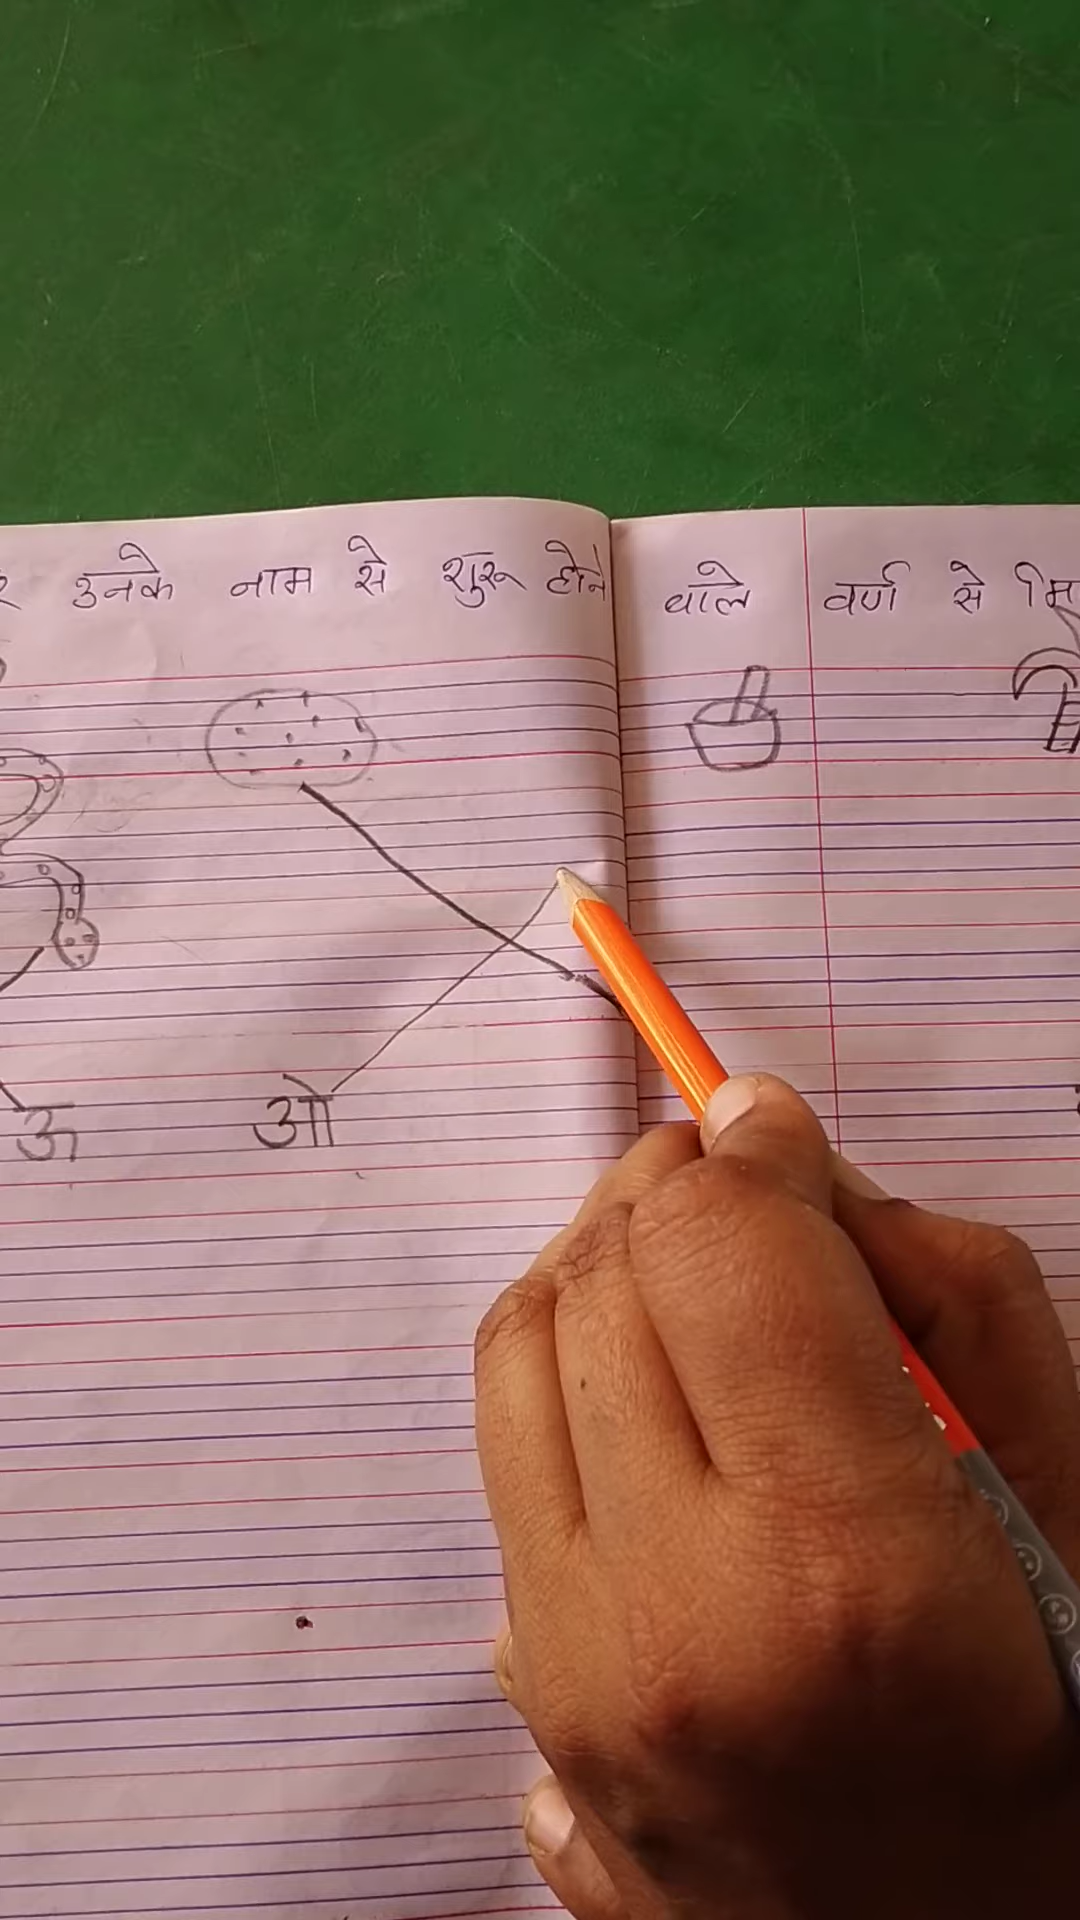 उनके नाम से शुरू होने वाले वर्ण से
ऊ ओ